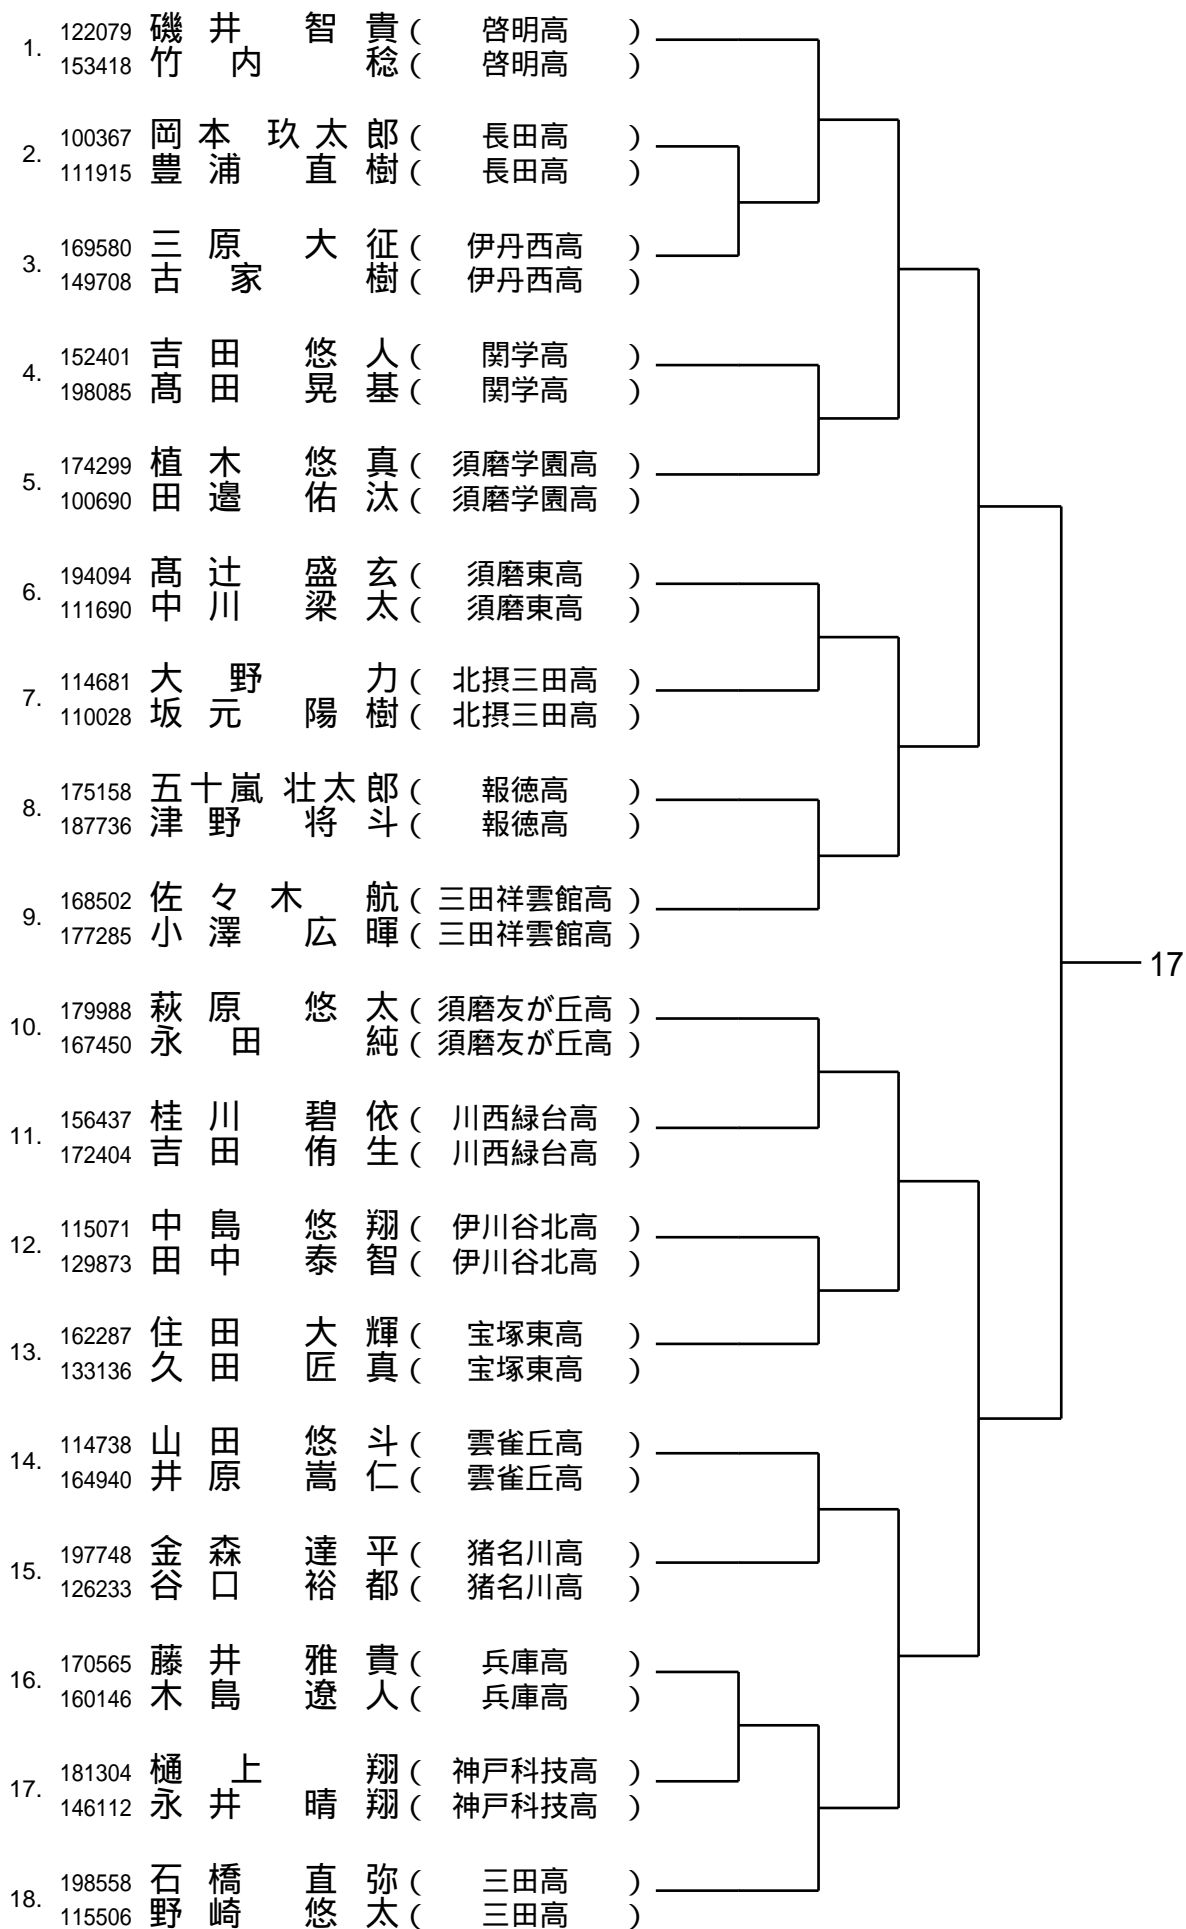 1. 122079 磯井 智貴 ( 啓明高 )
153418 竹内 稔 ( 啓明高 )
2. 100367 岡本 玖太郎 ( 長田高 )
111915 豊浦 直樹 ( 長田高 )
3. 169580 三原 大征 ( 伊丹西高 )
149708 古家 樹 ( 伊丹西高 )
4. 152401 吉田 悠人 ( 関学高 )
198085 髙田 晃基 ( 関学高 )
5. 174299 植木 悠真 ( 須磨学園高 )
100690 田邉 佑汰 ( 須磨学園高 )
6. 194094 髙辻 盛玄 ( 須磨東高 )
111690 中川 梁太 ( 須磨東高 )
7. 114681 大野 力 ( 北摂三田高 )
110028 坂元 陽樹 ( 北摂三田高 )
8. 175158 五十嵐 壮太郎 ( 報徳高 )
187736 津野 将斗 ( 報徳高 )
9. 168502 佐々木 航 ( 三田祥雲館高 )
177285 小澤 広暉 ( 三田祥雲館高 )
17
10. 179988 萩原 悠太 ( 須磨友が丘高 )
167450 永田 純 ( 須磨友が丘高 )
11. 156437 桂川 碧依 ( 川西緑台高 )
172404 吉田 侑生 ( 川西緑台高 )
12. 115071 中島 悠翔 ( 伊川谷北高 )
129873 田中 泰智 ( 伊川谷北高 )
13. 162287 住田 大輝 ( 宝塚東高 )
133136 久田 匠真 ( 宝塚東高 )
14. 114738 山田 悠斗 ( 雲雀丘高 )
164940 井原 嵩仁 ( 雲雀丘高 )
15. 197748 金森 達平 ( 猪名川高 )
126233 谷口 裕都 ( 猪名川高 )
16. 170565 藤井 雅貴 ( 兵庫高 )
160146 木島 遼人 ( 兵庫高 )
17. 181304 樋上 翔 ( 神戸科技高 )
146112 永井 晴翔 ( 神戸科技高 )
18. 198558 石橋 直弥 ( 三田高 )
115506 野崎 悠太 ( 三田高 )